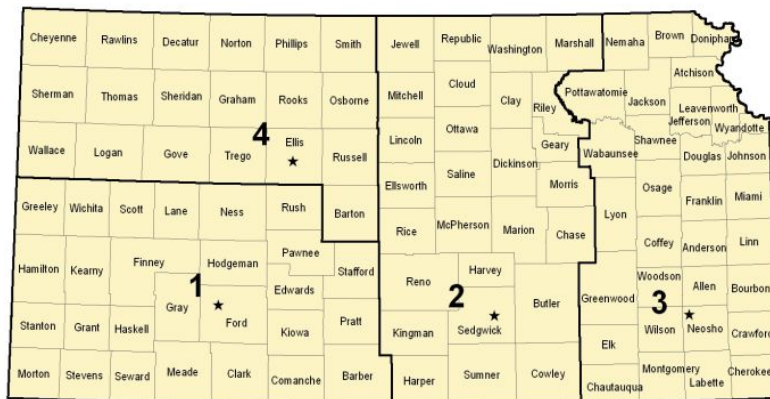 Cheyenne Rawlins Decatur Norton Phillips Smith Jewell Republic Washington Marshall Nemaha Brown Doniphan
Atchison
Sherman Thomas Sheridan Graham Rooks Osborne Mitchell Cloud Clay Riley Pottawatomie Jackson Leavenworth
Jefferson Wyandotte
4 Ellis Lincoln Ottawa Geary Shawnee
Wallace Logan Gove Trego Russell Dickinson Wabaunsee Douglas Johnson
Ellsworth Saline Morris Osage Franklin Miami
Greeley Wichita Scott Lane Ness Rush Barton Rice McPherson Marion Chase Lyon
Coffey Anderson Linn
Hamilton Kearny Finney Hodgeman Pawnee Stafford Reno Harvey Woodson Allen Bourbon
1 Gray Edwards 2 Butler Greenwood 3
Stanton Grant Haskell Ford Kiowa Pratt Kingman Sedgwick Elk Wilson Neosho Crawford
Morton Stevens Seward Meade Clark Comanche Barber Harper Sumner Cowley Chautauqua Montgomery Labette Cherokee